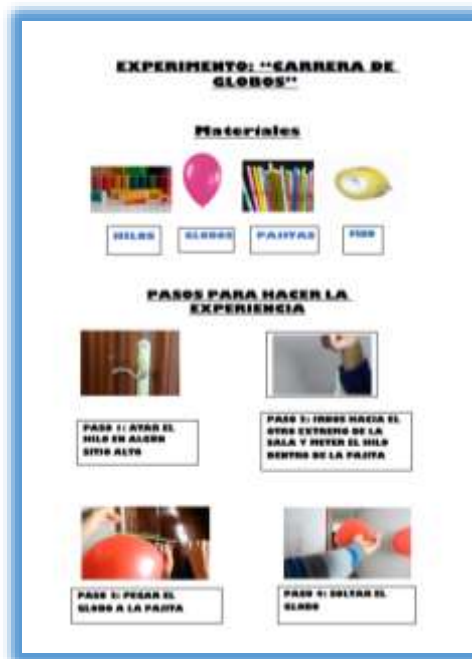 EXPERIMENTO: "CARRERA DE
GLOBOS"
Materiales
HILOS
GLOBOS
PAJITAS
FIXO
PASOS PARA HACER LA
EXPERIENCIA
PASO 1: ATAR EL
HILO EN ALGÚN
SITIO ALTO
PASO 2: IRNOS HACIA EL
OTRO EXTREMO DE LA
SALA Y METER EL HILO
DENTRO DE LA PAJITA
PASO 3: PEGAR EL
GLOBO A LA PAJITA
PASO 4: SOLTAR EL
GLOBO